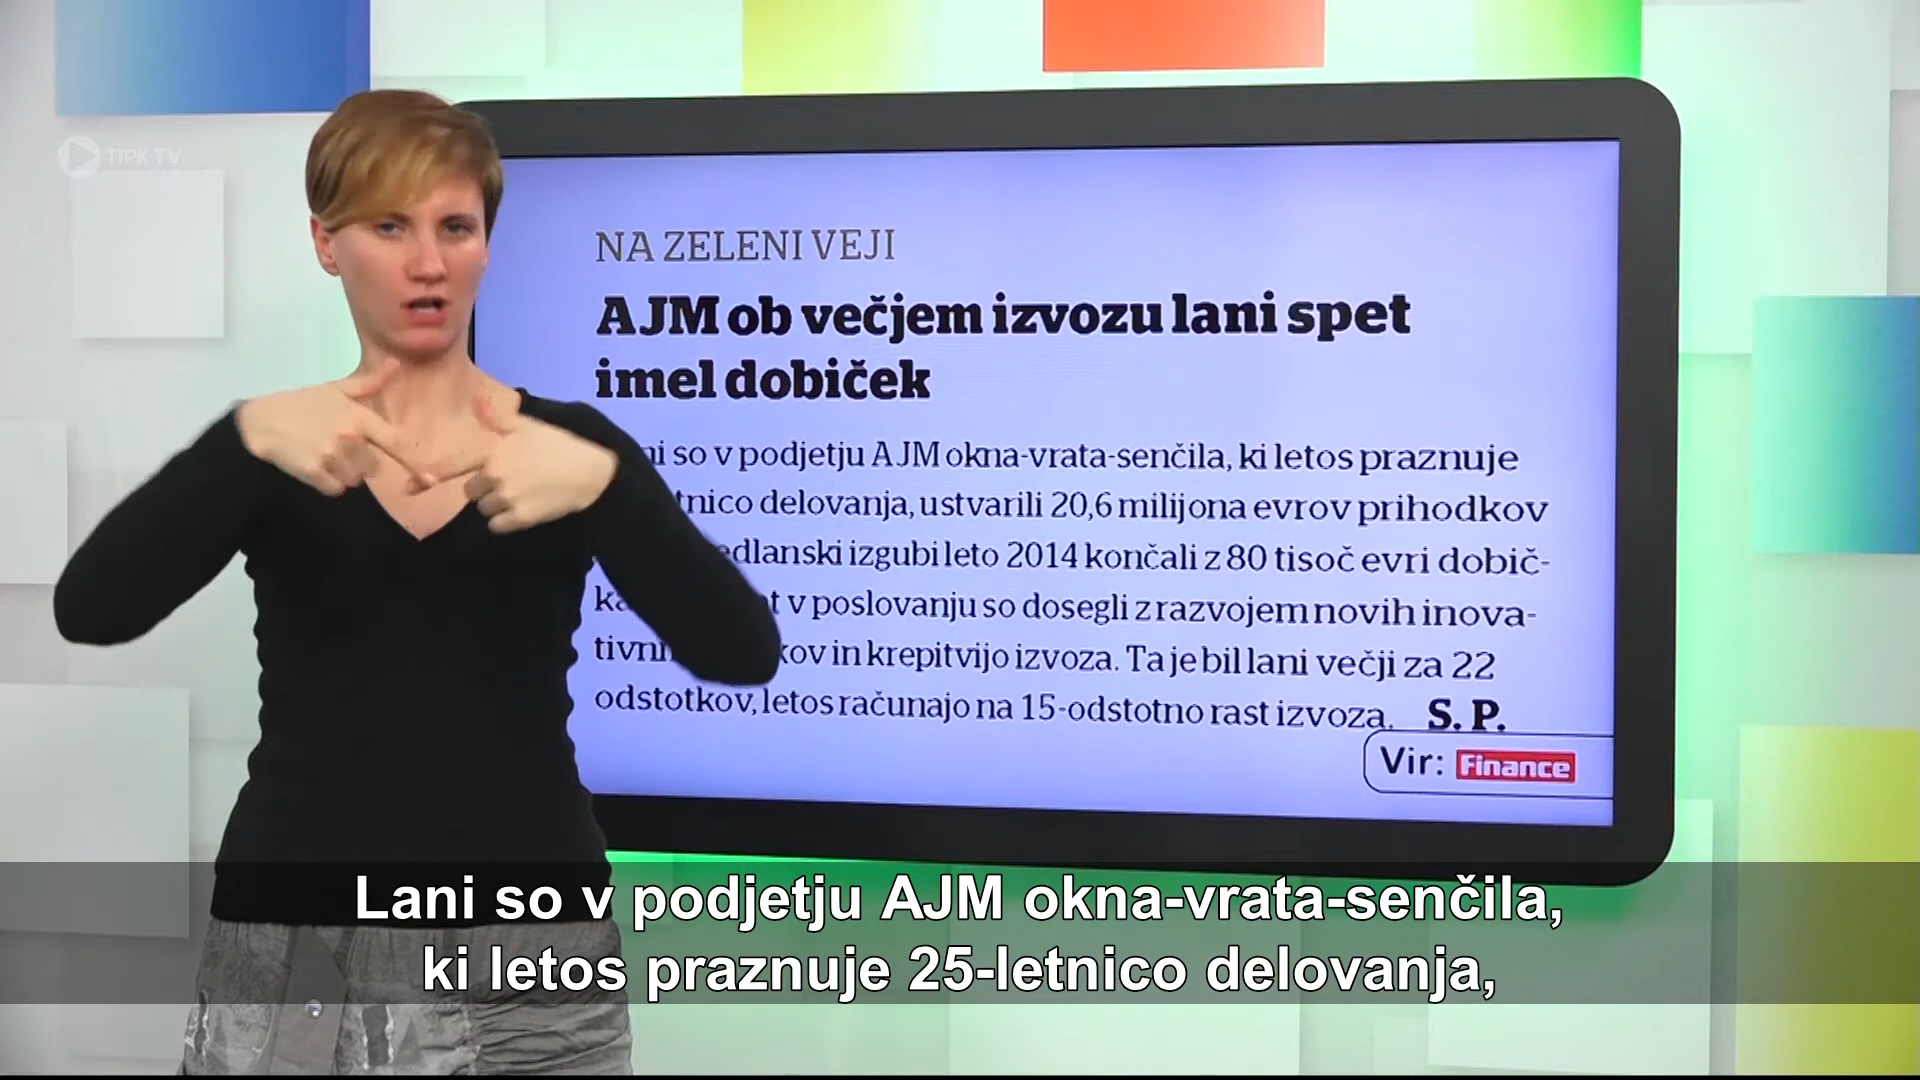 TIPK TV
NA ZELENI VEJI
AJM ob večjem izvozu lani spet
imel dobiček
so v podjetju AJM okna-vrata-senčila, ki letos praznuje
delovanja, ustvarili 20,6 milijona evrov prihodkov
izgubi leto 2014 končali z 80 tisoč evri dobič-
v poslovanju so dosegli z razvojem novih inova-
in krepitvijo izvoza. Ta je bil lani večji za 22
odstotkov, letos računajo na 15-odstotno rast izvoza. S. P.
Vir: Finance
Lani so v podjetju AJM okna-vrata-senčila,
ki letos praznuje 25-letnico delovanja,